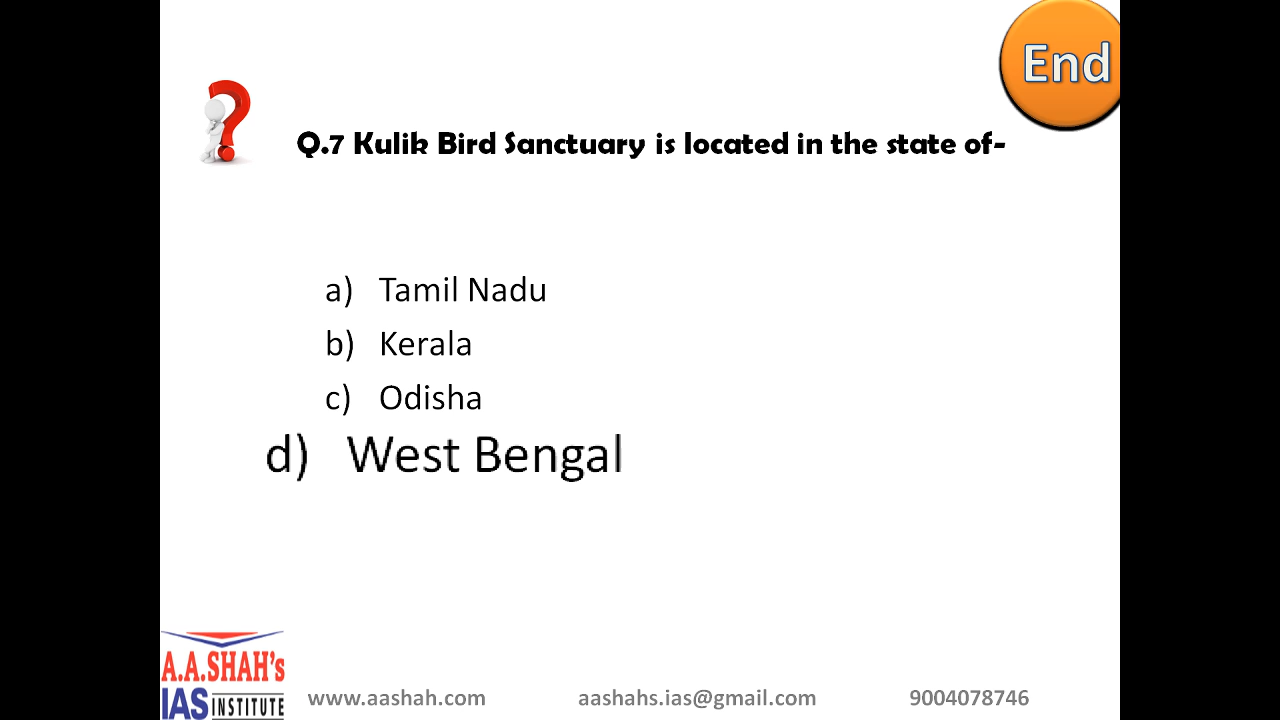 End
Q.7 Kulik Bird Sanctuary is located in the state of-
a) Tamil Nadu
b) Kerala
c) Odisha
d) West Bengal
A.A.SHAH's
IAS INSTITUTE
www.aashah.com aashahs.ias@gmail.com 9004078746